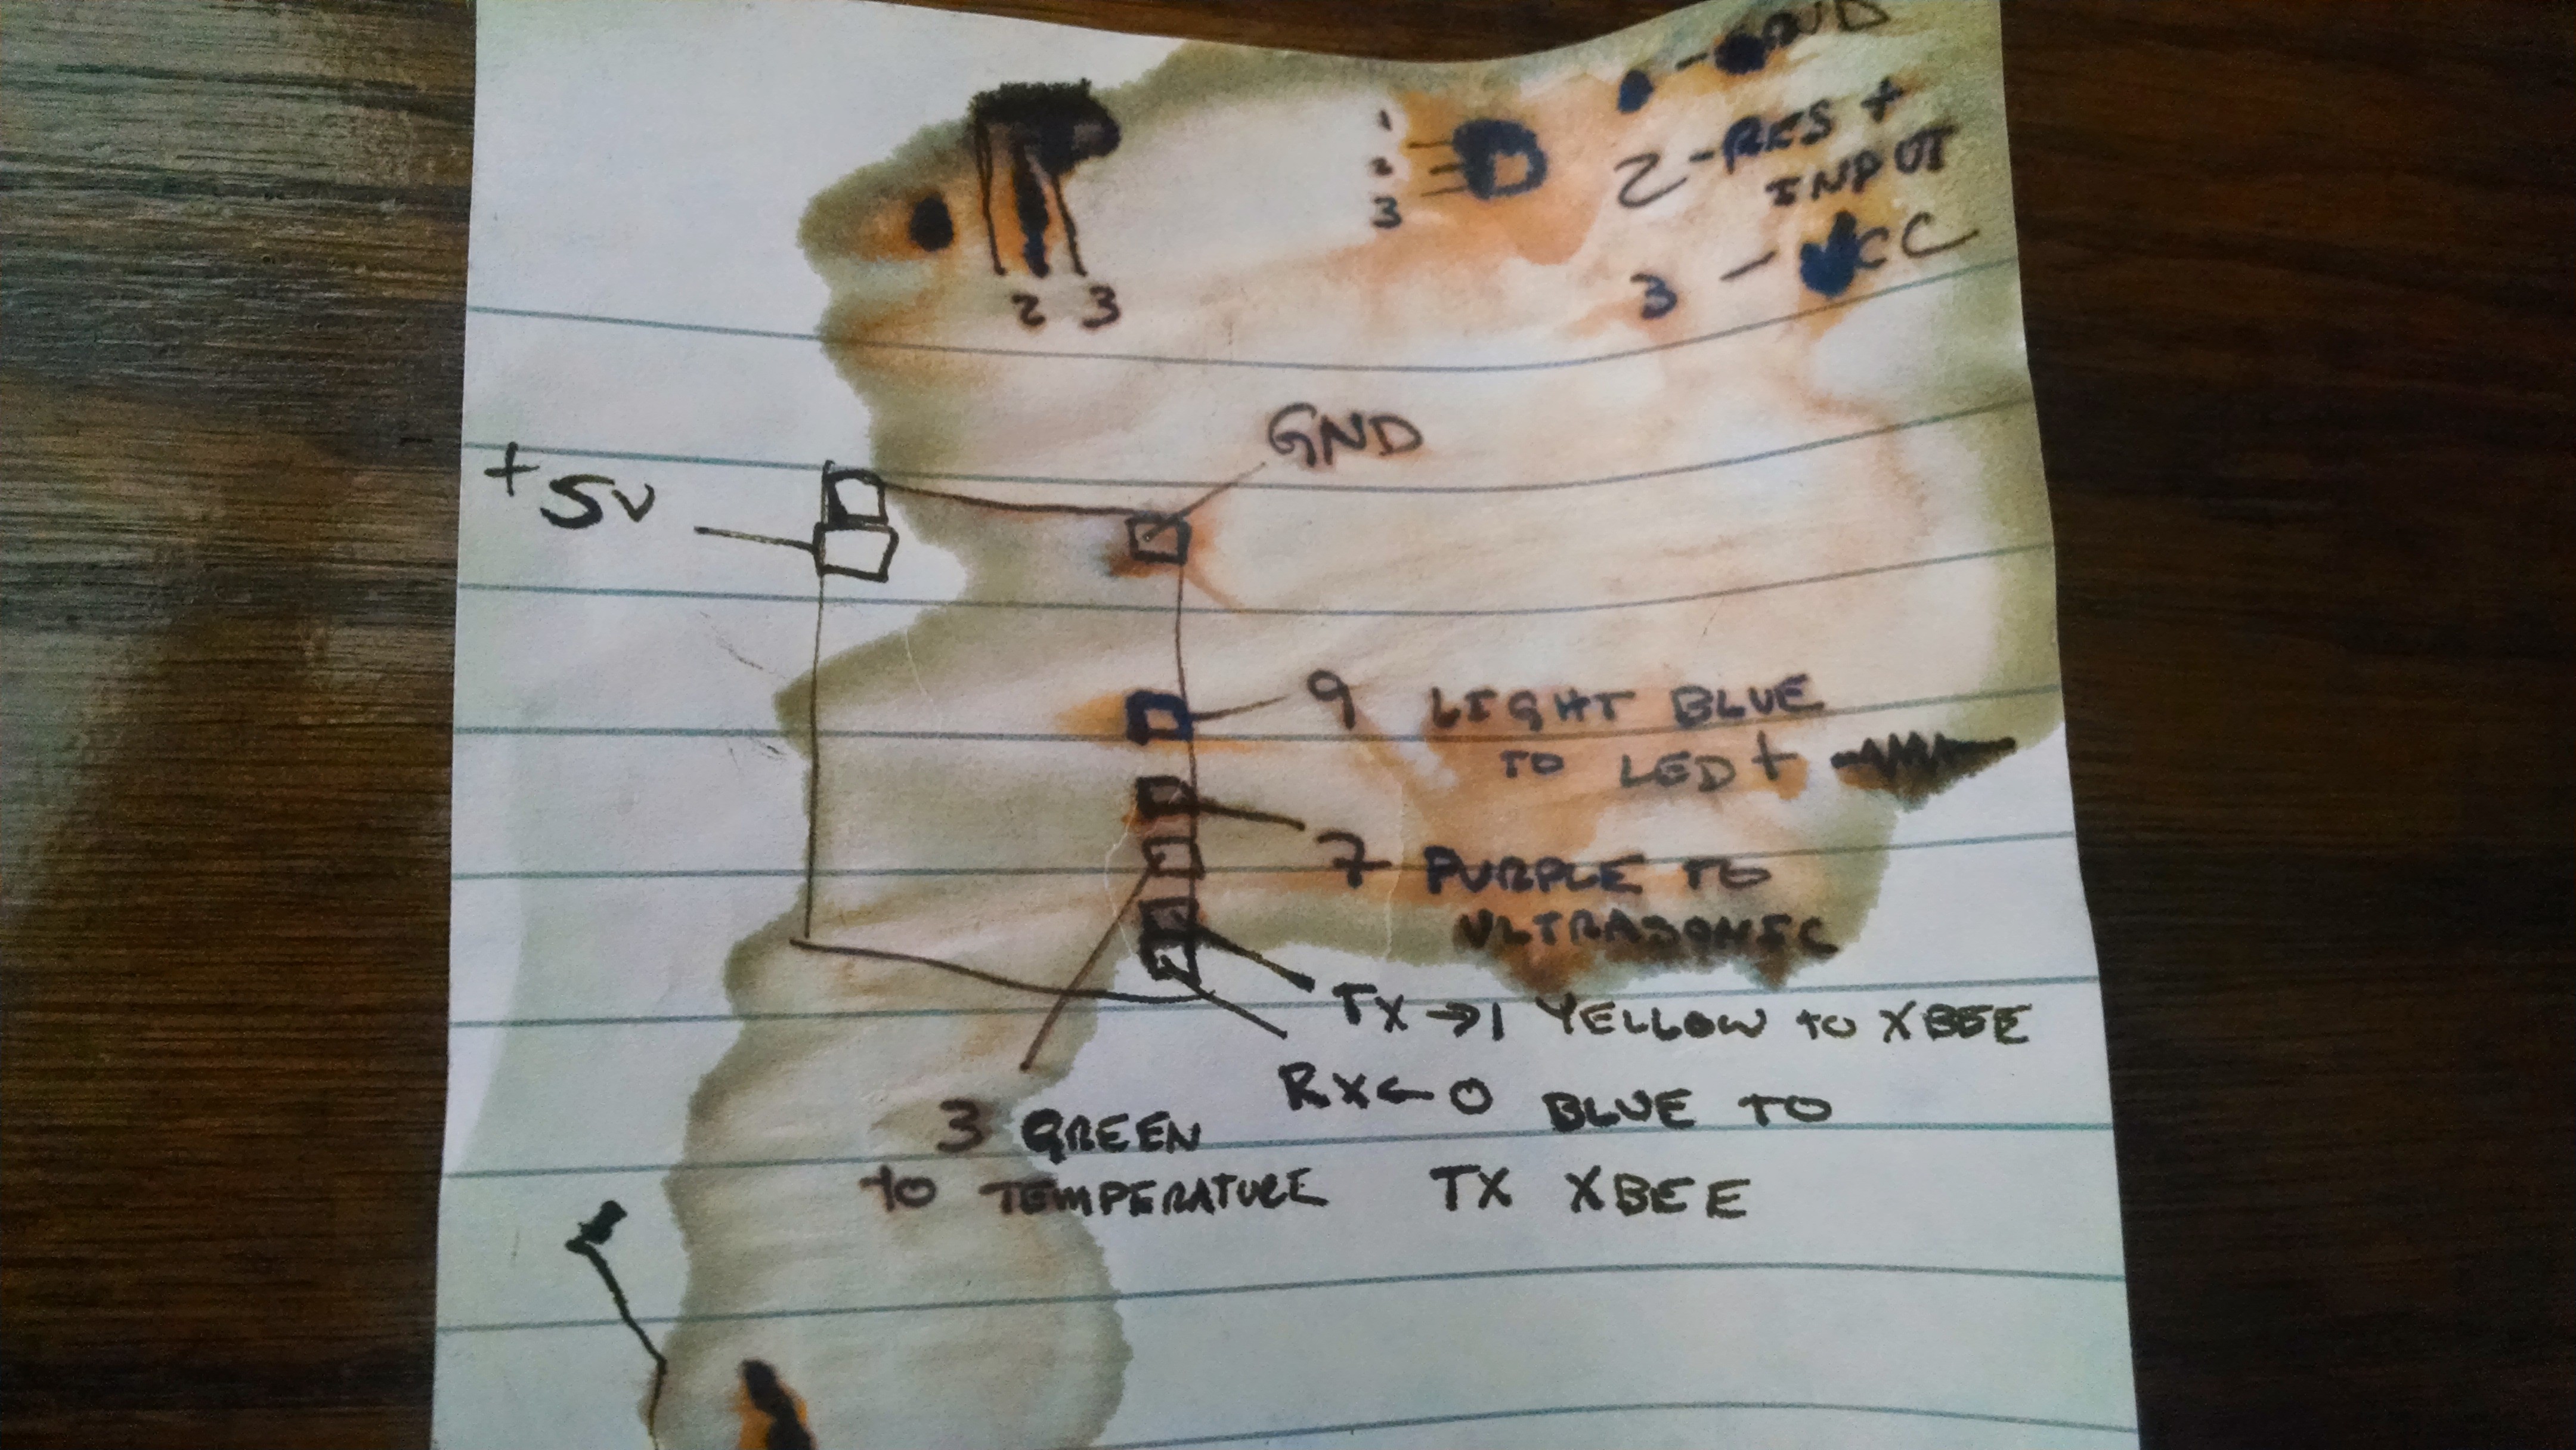 - GND
1
2
3
2-RES +
INPUT
3 - VCC
2 3
GND
+5V
9 LIGHT BLUE
TO LED +
7 PURPLE TO
ULTRASONIC
TX →1 YELLOW TO XBEE
RX← 0 BLUE TO
TX XBEE
3 GREEN
to TEMPERATURE